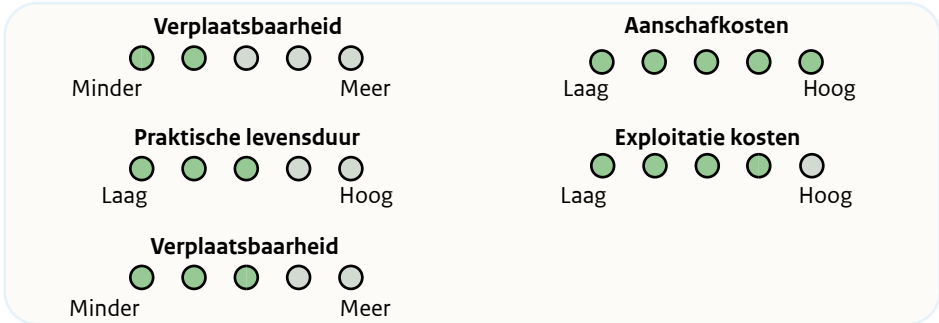 Verplaatsbaarheid
Minder Meer
Praktische levensduur
Laag Hoog
Verplaatsbaarheid
Minder Meer
Aanschafkosten
Laag Hoog
Exploitatie kosten
Laag Hoog